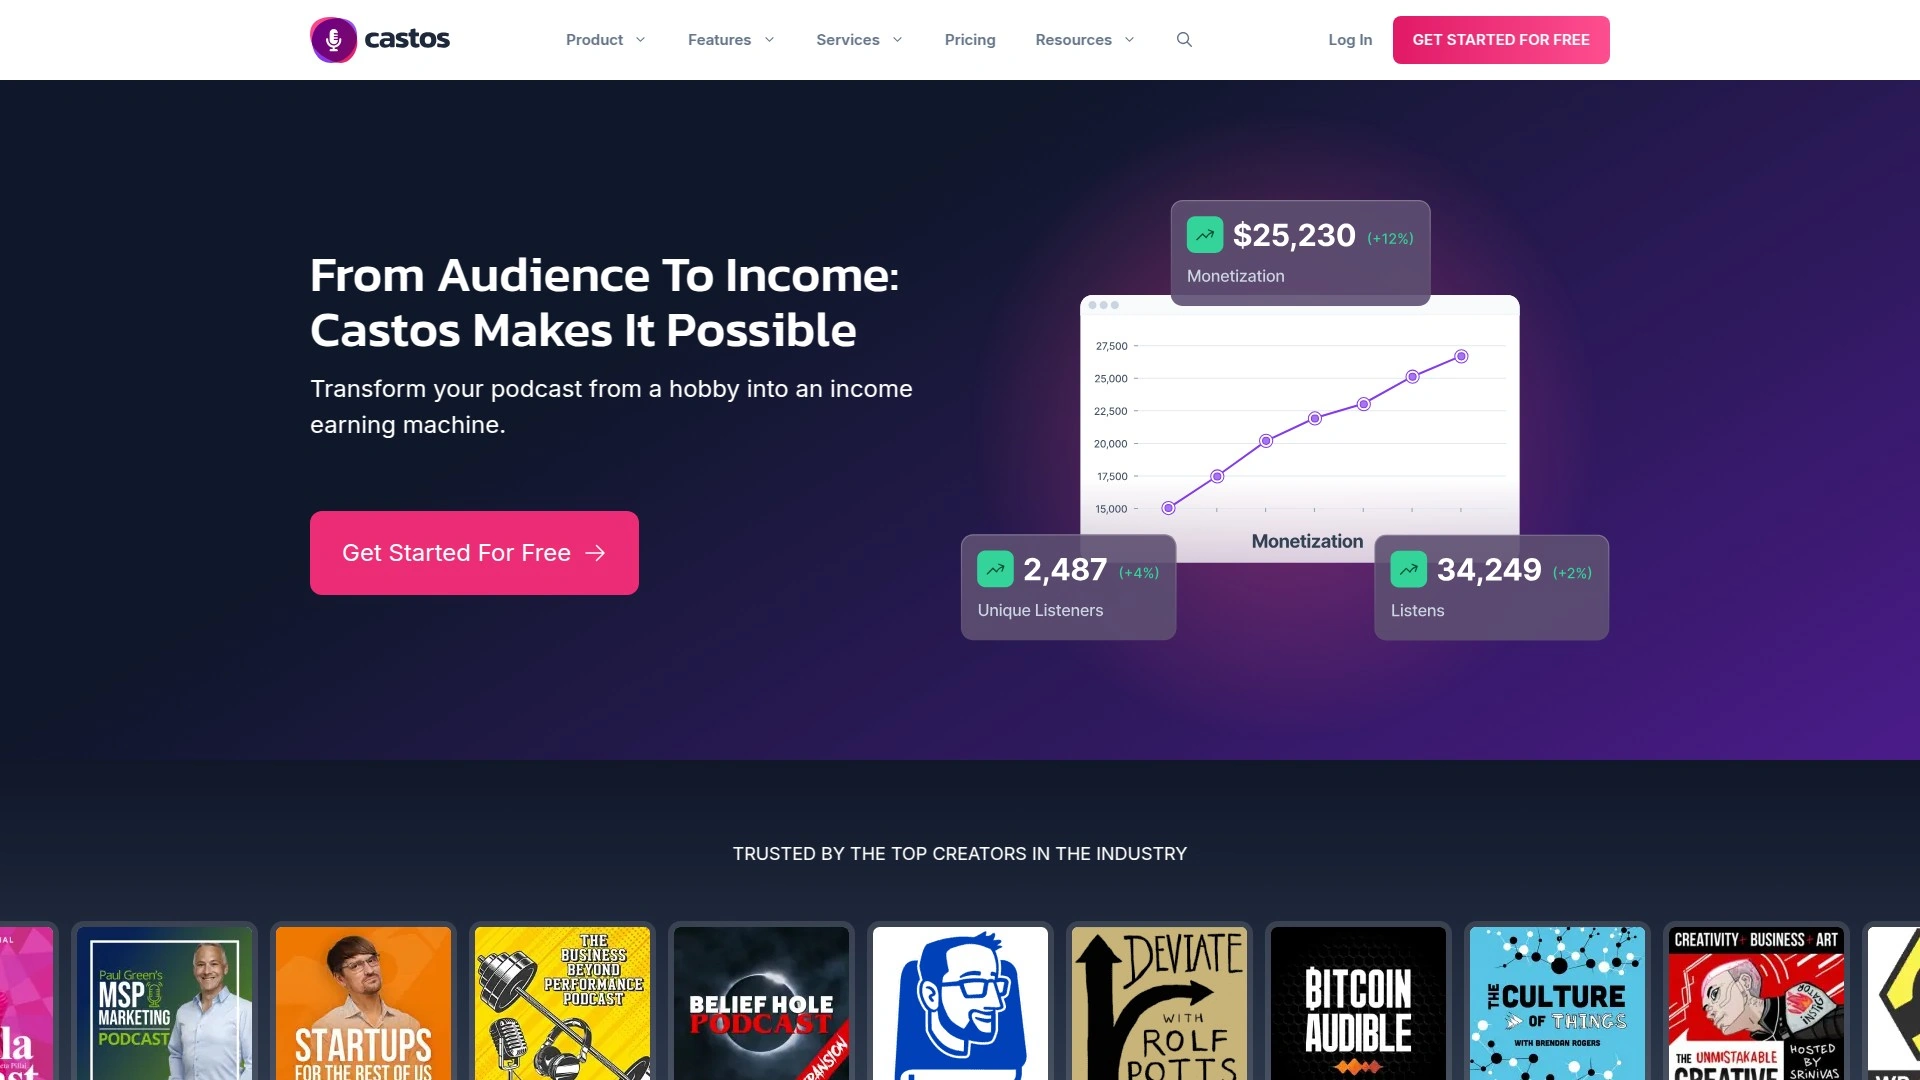 castos
Product
Features
Services
Pricing
Resources
Log In
GET STARTED FOR FREE
From Audience To Income:
Castos Makes It Possible
Transform your podcast from a hobby into an income
earning machine.
Get Started For Free
$25,230 (+12%)
Monetization
27,500
25,000
22,500
20,000
17,500
15,000
Monetization
2,487 (+4%)
Unique Listeners
34,249 (+2%)
Listens
TRUSTED BY THE TOP CREATORS IN THE INDUSTRY
Paul Green's
MSP
MARKETING
PODCAST
STARTUPS
FOR THE REST OF US
THE
BUSINESS
BEYOND
PERFORMANCE
PODCAST
BELIEF HOLE
PODCAST
DEVIATE
WITH
ROLF
POTTS
BITCOIN
AUDIBLE
THE CULTURE
OF THINGS
WITH BRENDAN ROGERS
CREATIVITY + BUSINESS + ART
INSTIGATOR
THE UNMISTAKABLE
CREATIVE
HOSTED
BY
SRINIVAS